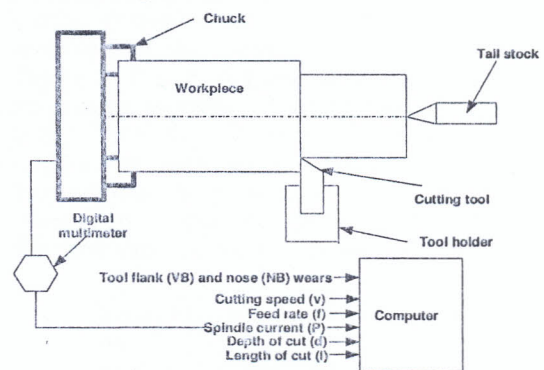 Chuck
Tail stock
Workpiece
Cutting tool
Digital
multimeter
Tool holder
Tool flank (VB) and nose (NB) wears
Cutting speed (v)
Feed rate (f)
Spindle current (P)
Computer
Depth of cut (d)
Length of cut (l)